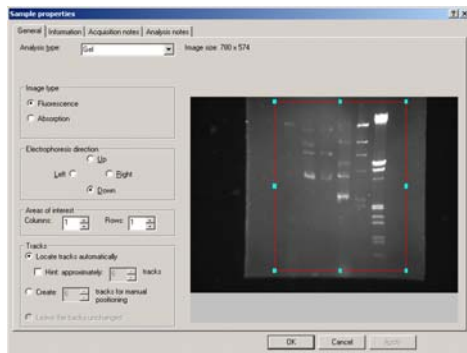 Sample properties
General Information Acquisition notes Analysis notes
Analysis type: Gel Image size: 780 x 574
Image type
Fluorescence
Absorption
Electrophoresis direction
Up
Left Right
Down
Areas of interest
Columns: 1 Rows: 1
Tracks
Locate tracks automatically
Hint: approximately tracks
Create tracks for manual
positioning
Leave the tracks unchanged
OK Cancel Apply